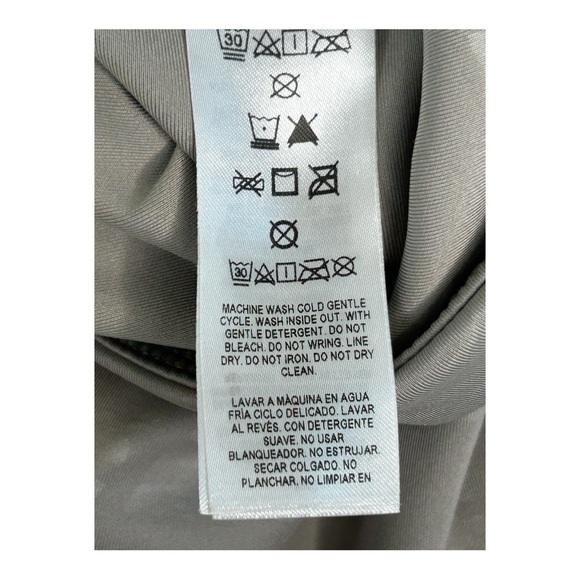 30
30
MACHINE WASH COLD GENTLE
CYCLE. WASH INSIDE OUT. WITH
GENTLE DETERGENT. DO NOT
BLEACH. DO NOT WRING. LINE
DRY. DO NOT IRON. DO NOT DRY
CLEAN.
LAVAR A MÀQUINA EN AGUA
FRÌA CICLO DELICADO. LAVAR
AL REVÉS. CON DETERGENTE
SUAVE. NO USAR
BLANQUEADOR. NO ESTRUJAR.
SECAR COLGADO. NO
PLANCHAR. NO LIMPIAR EN